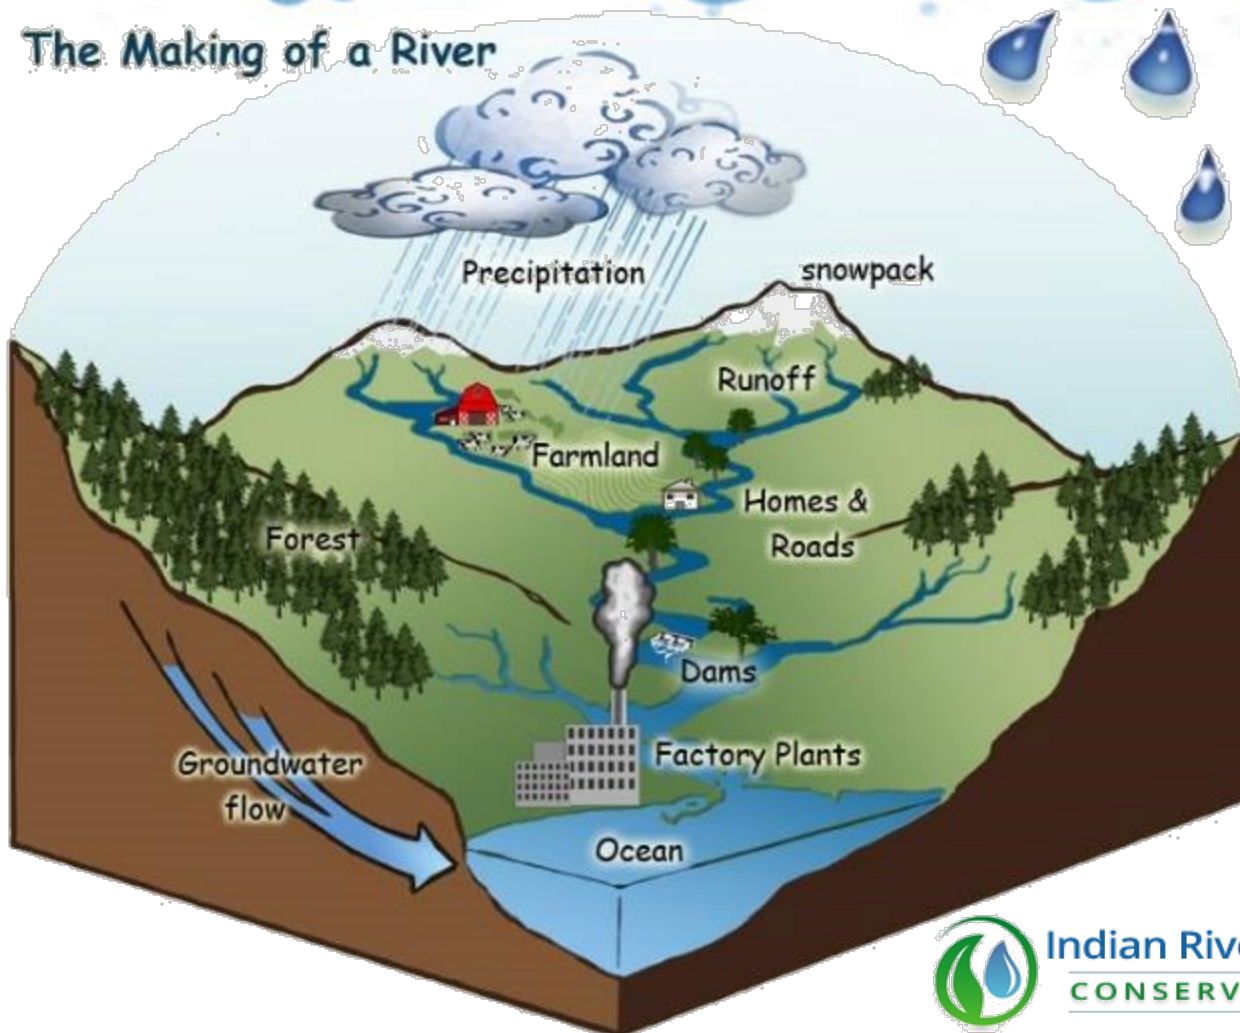 The Making of a River
Precipitation
snowpack
Runoff
Farmland
Homes &
Roads
Forest
Dams
Factory Plants
Groundwater
flow
Ocean
Indian Rive
CONSERV